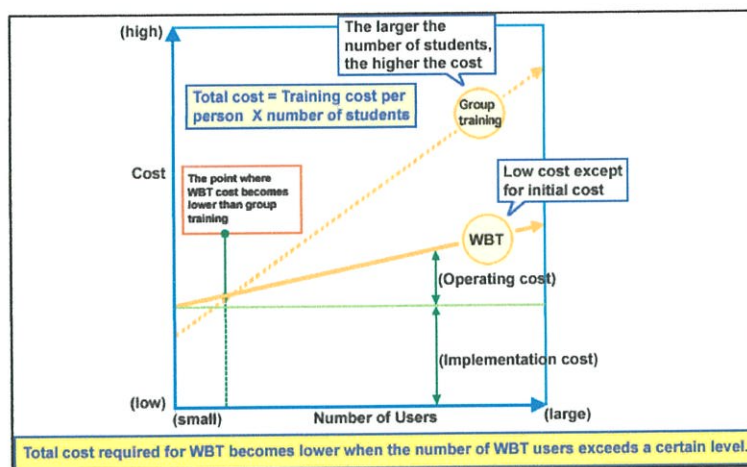 (high)
The larger the
number of students,
the higher the cost
Total cost = Training cost per
person X number of students
Group
training
Cost
The point where
WBT cost becomes
lower than group
training
Low cost except
for initial cost
WBT
(Operating cost)
(Implementation cost)
(low)
(small)
Number of Users
(large)
Total cost required for WBT becomes lower when the number of WBT users exceeds a certain level.